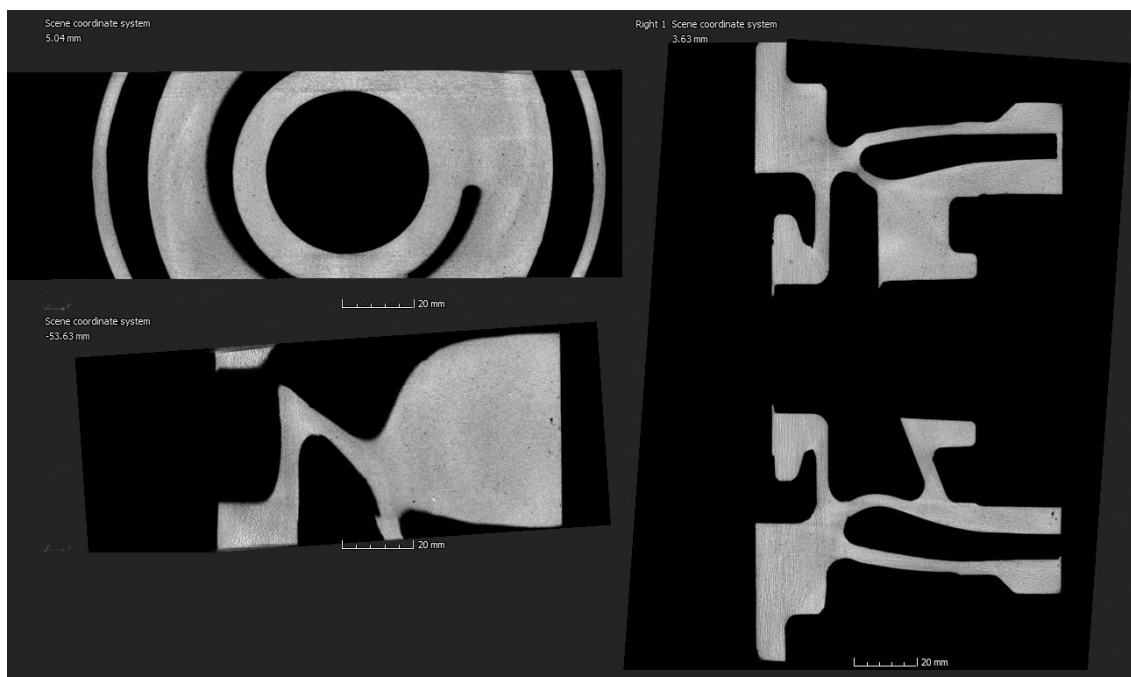 Scene coordinate system
5.04 mm
20 mm
Scene coordinate system
-53.63 mm
20 mm
Right 1 Scene coordinate system
3.63 mm
20 mm